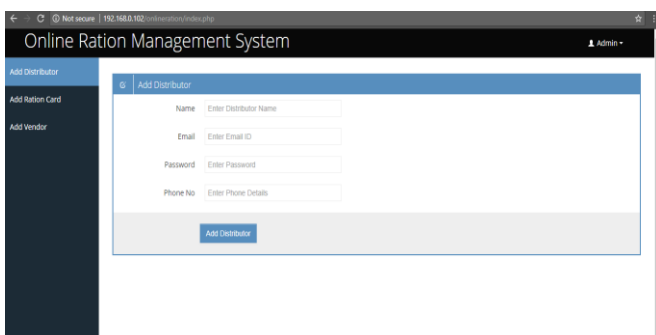 Not secure | 192.168.0.102/onlineration/index.php
Online Ration Management System
Admin
Add Distributor
Add Ration Card
Add Vendor
Add Distributor
Name Enter Distributor Name
Email Enter Email ID
Password Enter Password
Phone No Enter Phone Details
Add Distributor